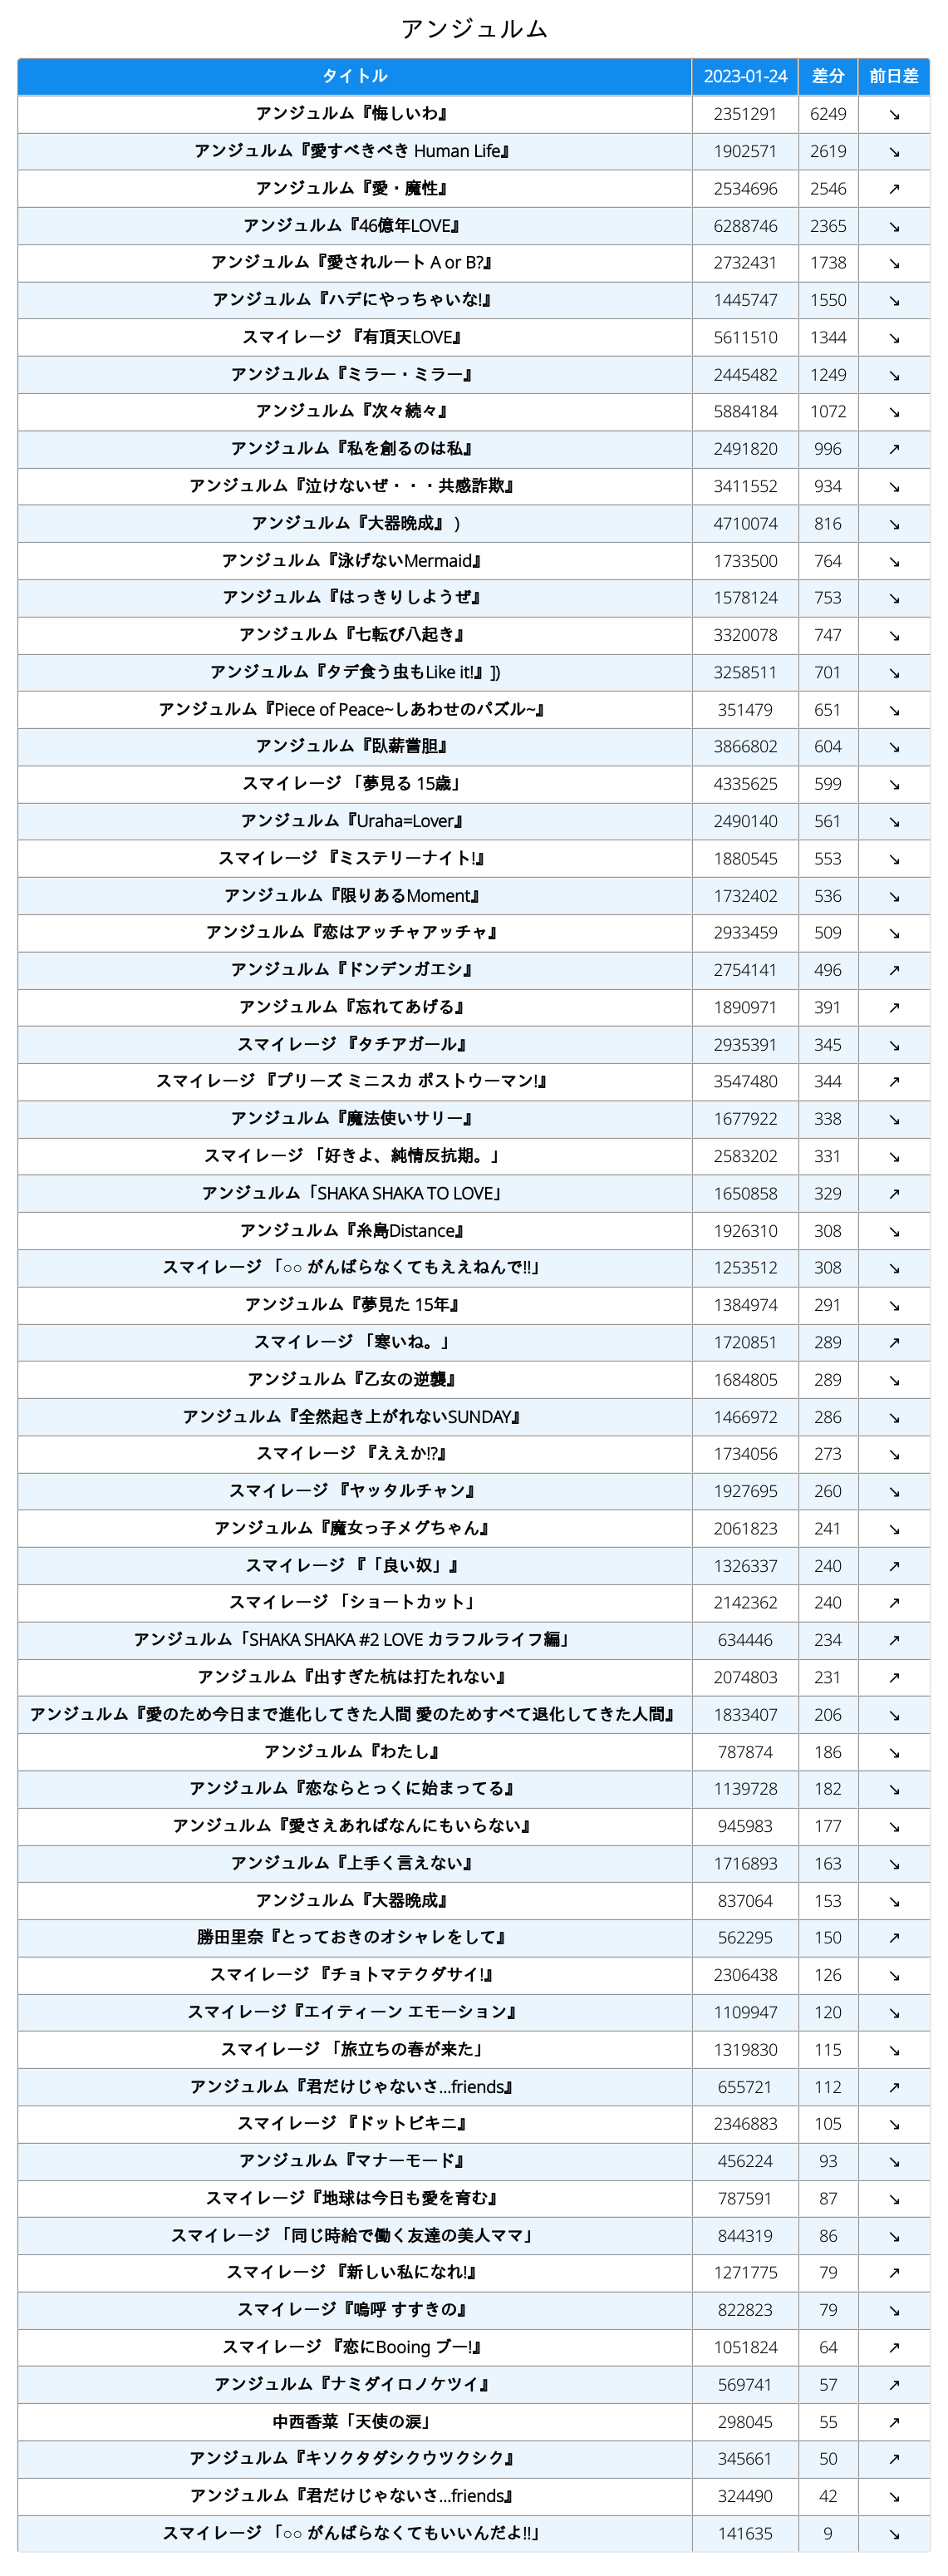 アンジュルム
タイトル 2023-01-24 差分 前日差
アンジュルム『悔しいわ』 2351291 6249 ↘
アンジュルム『愛すべきべき Human Life』 1902571 2619 ↘
アンジュルム『愛・魔性』 2534696 2546 ↗
アンジュルム『46億年LOVE』 6288746 2365 ↘
アンジュルム『愛されルート A or B?』 2732431 1738 ↘
アンジュルム『ハデにやっちゃいな!』 1445747 1550 ↘
スマイレージ 『有頂天LOVE』 5611510 1344 ↘
アンジュルム『ミラー・ミラー』 2445482 1249 ↘
アンジュルム『次々続々』 5884184 1072 ↘
アンジュルム『私を創るのは私』 2491820 996 ↗
アンジュルム『泣けないぜ・・・共感詐欺』 3411552 934 ↘
アンジュルム『大器晩成』 ) 4710074 816 ↘
アンジュルム『泳げないMermaid』 1733500 764 ↘
アンジュルム『はっきりしようぜ』 1578124 753 ↘
アンジュルム『七転び八起き』 3320078 747 ↘
アンジュルム『タデ食う虫もLike it!』]) 3258511 701 ↘
アンジュルム『Piece of Peace~しあわせのパズル~』 351479 651 ↘
アンジュルム『臥薪嘗胆』 3866802 604 ↘
スマイレージ 「夢見る 15歳」 4335625 599 ↘
アンジュルム『Uraha=Lover』 2490140 561 ↘
スマイレージ 『ミステリーナイト!』 1880545 553 ↘
アンジュルム『限りあるMoment』 1732402 536 ↘
アンジュルム『恋はアッチャアッチャ』 2933459 509 ↘
アンジュルム『ドンデンガエシ』 2754141 496 ↗
アンジュルム『忘れてあげる』 1890971 391 ↗
スマイレージ 『タチアガール』 2935391 345 ↘
スマイレージ 『プリーズ ミニスカ ポストウーマン!』 3547480 344 ↗
アンジュルム『魔法使いサリー』 1677922 338 ↘
スマイレージ 「好きよ、純情反抗期。」 2583202 331 ↘
アンジュルム「SHAKA SHAKA TO LOVE」 1650858 329 ↗
アンジュルム『糸島Distance』 1926310 308 ↘
スマイレージ 「○○ がんばらなくてもええねんで!!」 1253512 308 ↘
アンジュルム『夢見た 15年』 1384974 291 ↘
スマイレージ 「寒いね。」 1720851 289 ↗
アンジュルム『乙女の逆襲』 1684805 289 ↘
アンジュルム『全然起き上がれないSUNDAY』 1466972 286 ↘
スマイレージ 『ええか!?』 1734056 273 ↘
スマイレージ 『ヤッタルチャン』 1927695 260 ↘
アンジュルム『魔女っ子メグちゃん』 2061823 241 ↘
スマイレージ 『「良い奴」』 1326337 240 ↗
スマイレージ 「ショートカット」 2142362 240 ↗
アンジュルム「SHAKA SHAKA #2 LOVE カラフルライフ編」 634446 234 ↗
アンジュルム『出すぎた杭は打たれない』 2074803 231 ↗
アンジュルム『愛のため今日まで進化してきた人間 愛のためすべて退化してきた人間』 1833407 206 ↘
アンジュルム『わたし』 787874 186 ↘
アンジュルム『恋ならとっくに始まってる』 1139728 182 ↘
アンジュルム『愛さえあればなんにもいらない』 945983 177 ↘
アンジュルム『上手く言えない』 1716893 163 ↘
アンジュルム『大器晩成』 837064 153 ↘
勝田里奈『とっておきのオシャレをして』 562295 150 ↗
スマイレージ 『チョトマテクダサイ!』 2306438 126 ↘
スマイレージ『エイティーン エモーション』 1109947 120 ↘
スマイレージ 「旅立ちの春が来た」 1319830 115 ↘
アンジュルム『君だけじゃないさ...friends』 655721 112 ↗
スマイレージ 『ドットビキニ』 2346883 105 ↘
アンジュルム『マナーモード』 456224 93 ↘
スマイレージ『地球は今日も愛を育む』 787591 87 ↘
スマイレージ 「同じ時給で働く友達の美人ママ」 844319 86 ↘
スマイレージ 『新しい私になれ!』 1271775 79 ↗
スマイレージ『嗚呼 すすきの』 822823 79 ↘
スマイレージ 『恋にBooing ブー!』 1051824 64 ↗
アンジュルム『ナミダイロノケツイ』 569741 57 ↗
中西香菜「天使の涙」 298045 55 ↗
アンジュルム『キソクタダシクウツクシク』 345661 50 ↗
アンジュルム『君だけじゃないさ...friends』 324490 42 ↘
スマイレージ 「○○ がんばらなくてもいいんだよ!!」 141635 9 ↘